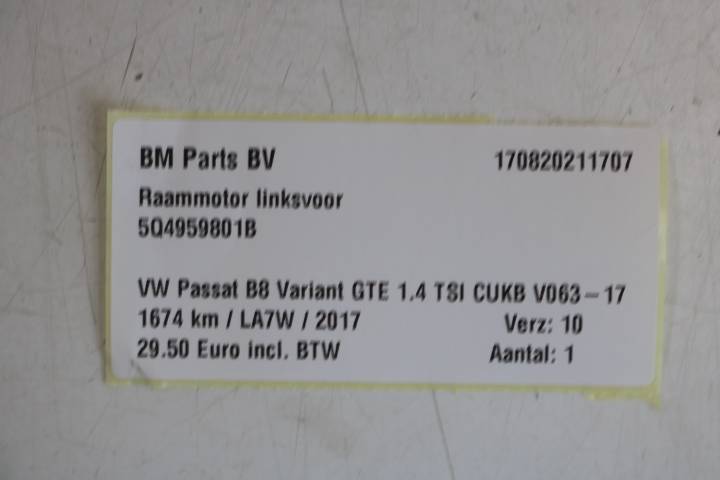 BM Parts BV 170820211707
Raammotor linksvoor
5Q4959801B
VW Passat B8 Variant GTE 1.4 TSI CUKB V063-17
1674 km / LA7W / 2017 Verz: 10
29.50 Euro incl. BTW Aantal: 1